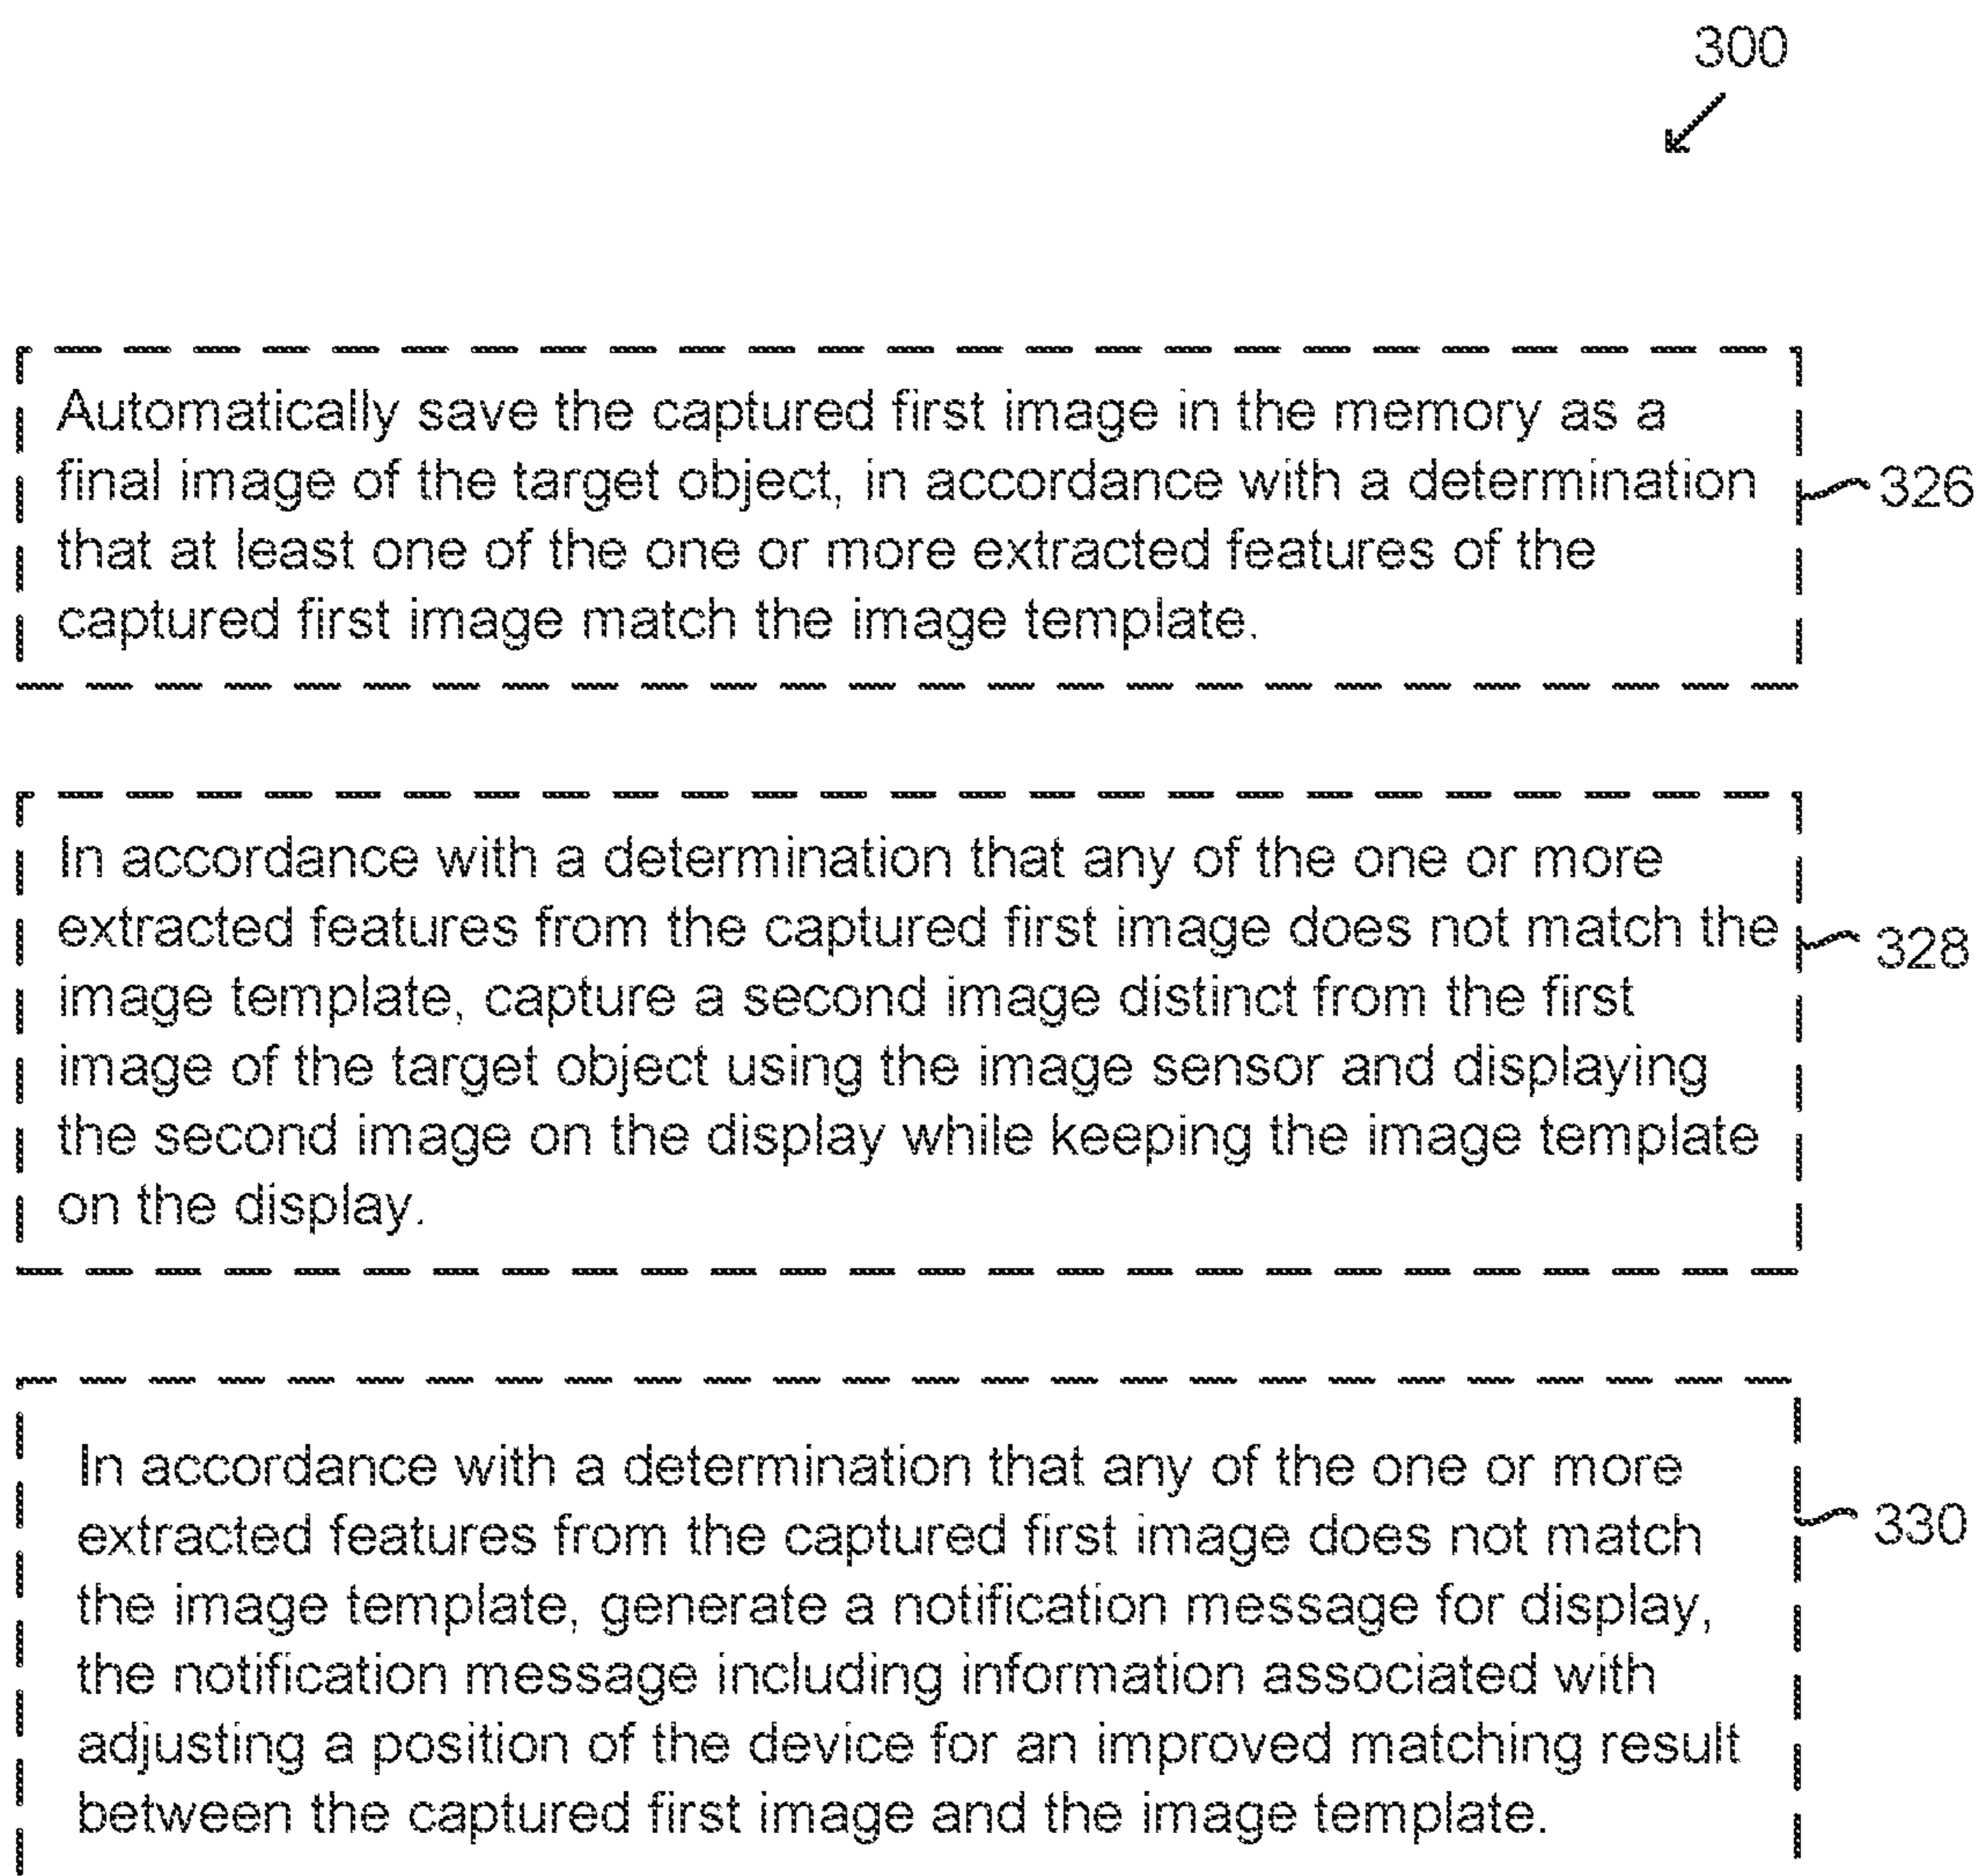 300
Automatically save the captured first image in the memory as a
final image of the target object, in accordance with a determination
that at least one of the one or more extracted features of the
captured first image match the image template.
326
In accordance with a determination that any of the one or more
extracted features from the captured first image does not match the
image template, capture a second image distinct from the first
image of the target object using the image sensor and displaying
the second image on the display while keeping the image template
on the display.
328
In accordance with a determination that any of the one or more
extracted features from the captured first image does not match
the image template, generate a notification message for display,
the notification message including information associated with
adjusting a position of the device for an improved matching result
between the captured first image and the image template.
330